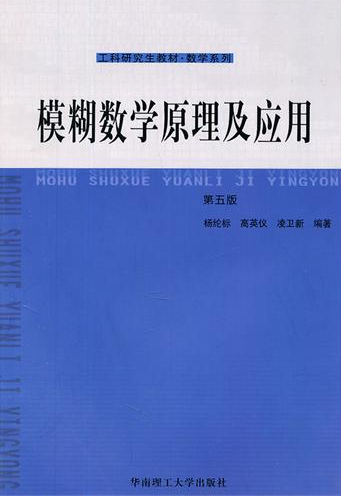 工科研究生教材·数学系列
模糊数学原理及应用
MOHU SHUXUE YUANLI JI YINGYON
第五版
杨纶标 高英仪 凌卫新 编著
MOHU SHUXUE YUANLI JI YINGYONG
华南理工大学出版社